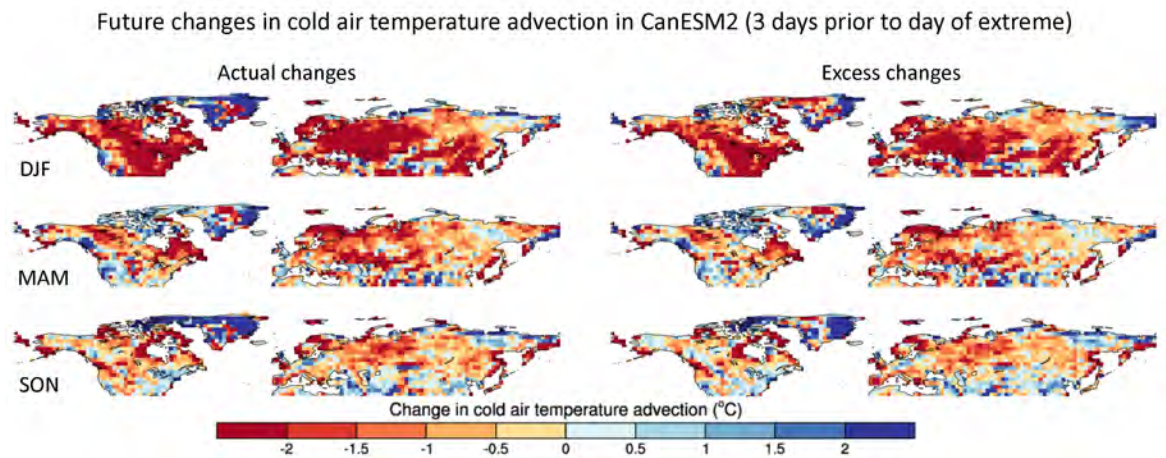 Future changes in cold air temperature advection in CanESM2 (3 days prior to day of extreme)
Actual changes
Excess changes
DJF
MAM
SON
Change in cold air temperature advection (°C)
-2 -1.5 -1 -0.5 0 0.5 1 1.5 2